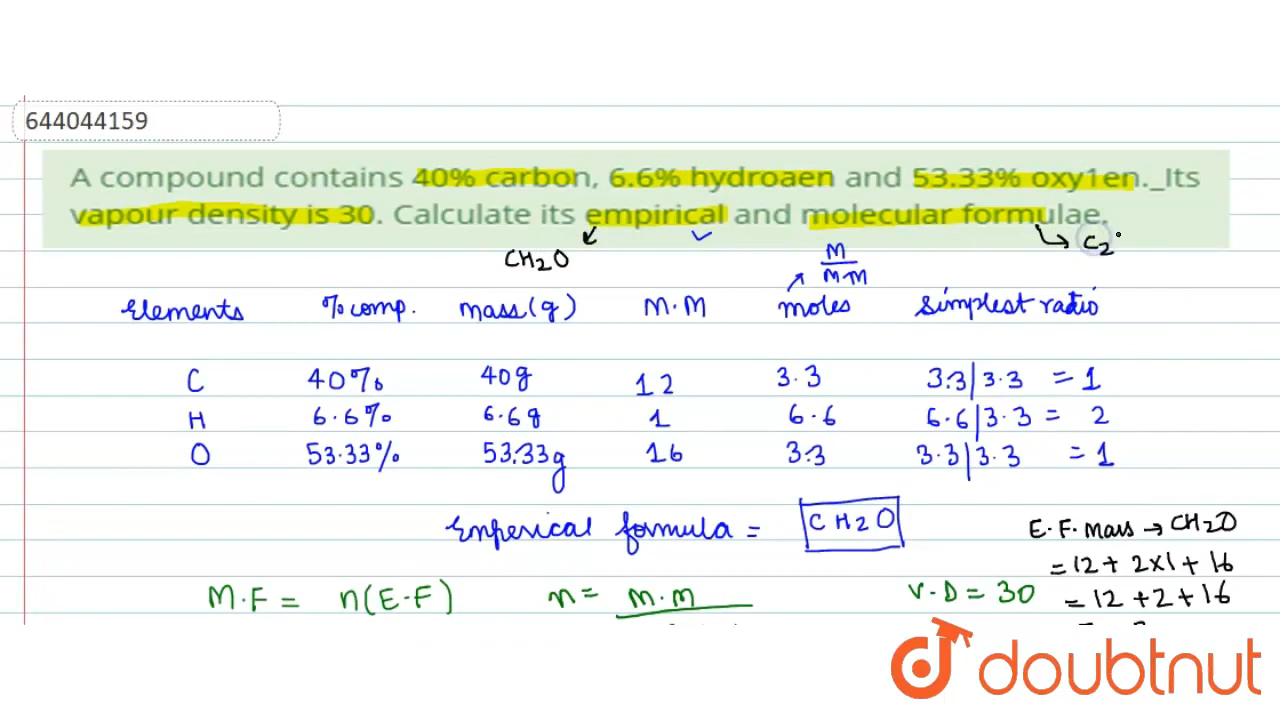 644044159
A compound contains 40% carbon, 6.6% hydroaen and 53.33% oxy1en._Its
vapour density is 30. Calculate its empirical and molecular formulae.
CH2O
C2
M
M.M
Elements % comp. mass(g) M.M moles Simplest ratio
C 40% 40g 12 3.3 3.3|3.3 = 1
H 6.6% 6.6g 1 6.6 6.6|3.3 = 2
O 53.33% 53.33g 16 3.3 3.3|3.3 = 1
Emperical formula = CH2O
E.F. mass → CH2O
= 12 + 2x1 + 16
M.F = n(E.F) n = M.M V.D = 30
= 12 + 2 + 16
doubtnut